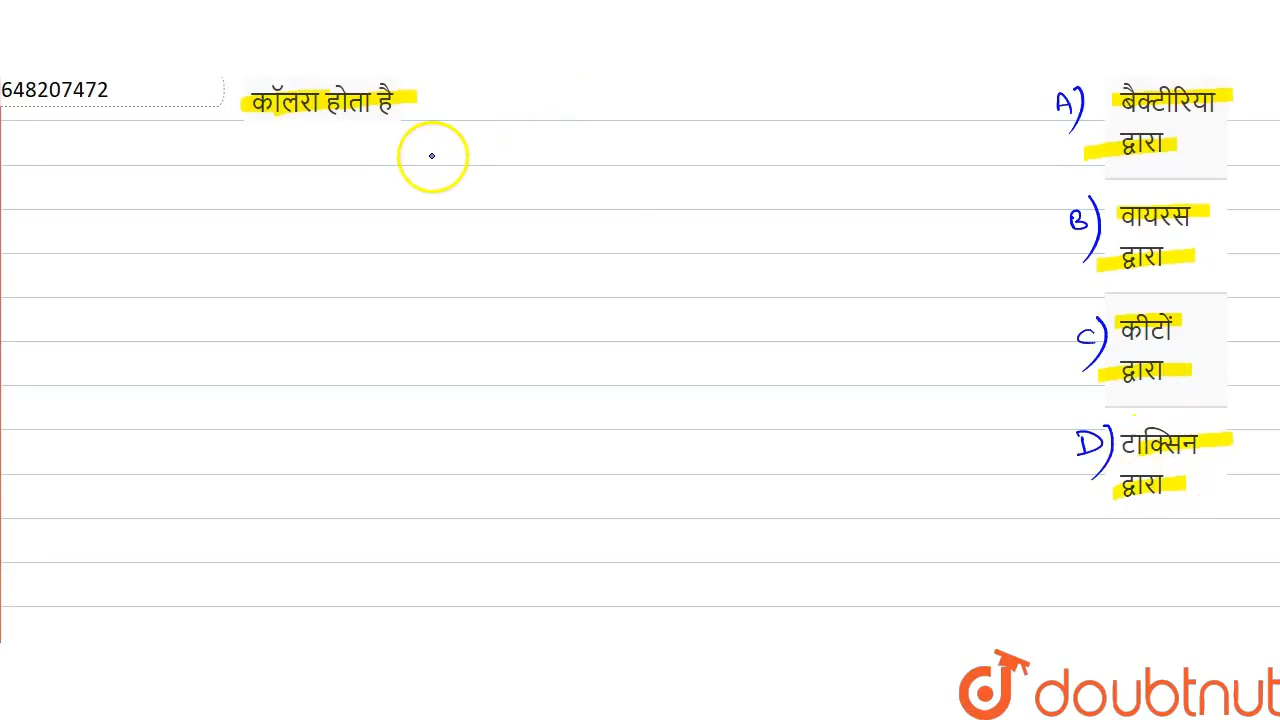 648207472
कॉलरा होता है
A) बैक्टीरिया
द्वारा
B) वायरस
द्वारा
C) कीटों
द्वारा
D) टाक्सिन
द्वारा
doubtnut